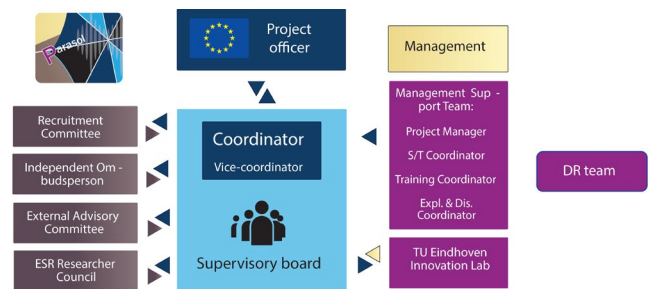 Parasol
Project
officer
Management
Recruitment
Committee
Independent Om -
budsperson
External Advisory
Committee
ESR Researcher
Council
Coordinator
Vice-coordinator
Supervisory board
Management Sup -
port Team:
Project Manager
S/T Coordinator
Training Coordinator
Expl. & Dis.
Coordinator
TU Eindhoven
Innovation Lab
DR team